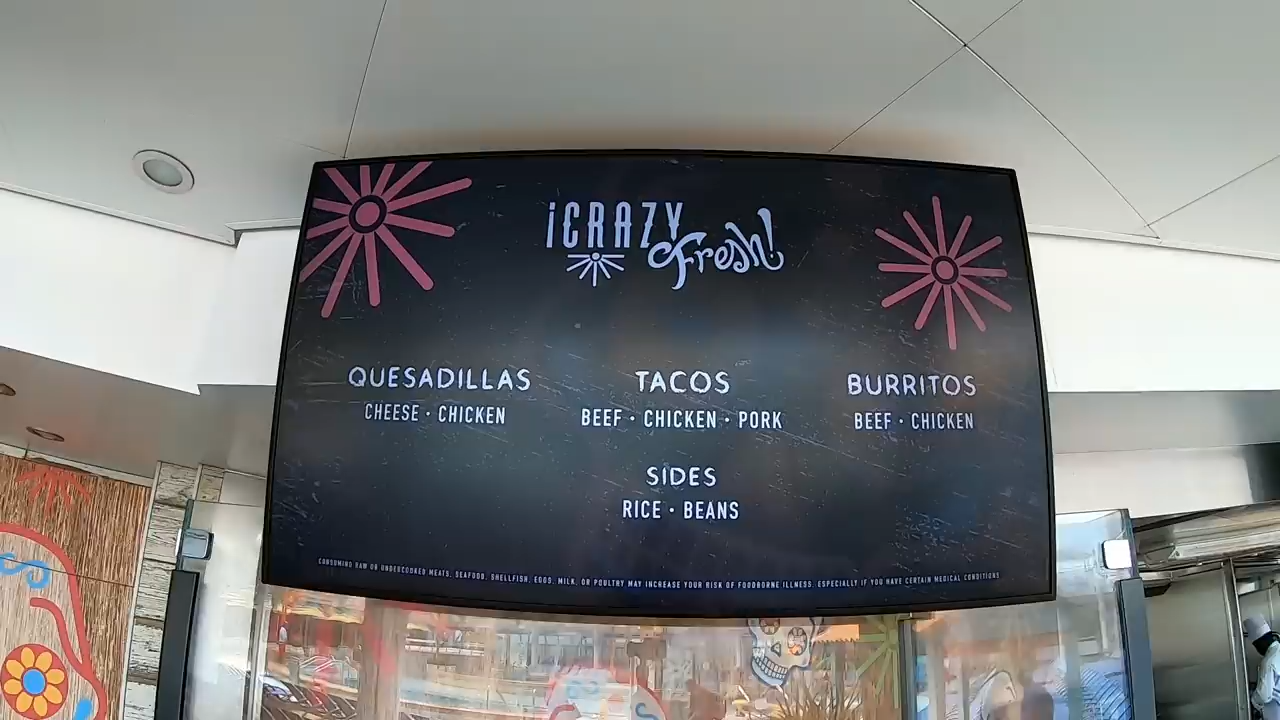 ¡CRAZY
Fresh!
QUESADILLAS
CHEESE · CHICKEN
TACOS
BEEF · CHICKEN · PORK
BURRITOS
BEEF · CHICKEN
SIDES
RICE · BEANS
CONSUMING RAW OR UNDERCOOKED MEATS, SEAFOOD, SHELLFISH, EGGS, MILK, OR POULTRY MAY INCREASE YOUR RISK OF FOODBORNE ILLNESS, ESPECIALLY IF YOU HAVE CERTAIN MEDICAL CONDITIONS